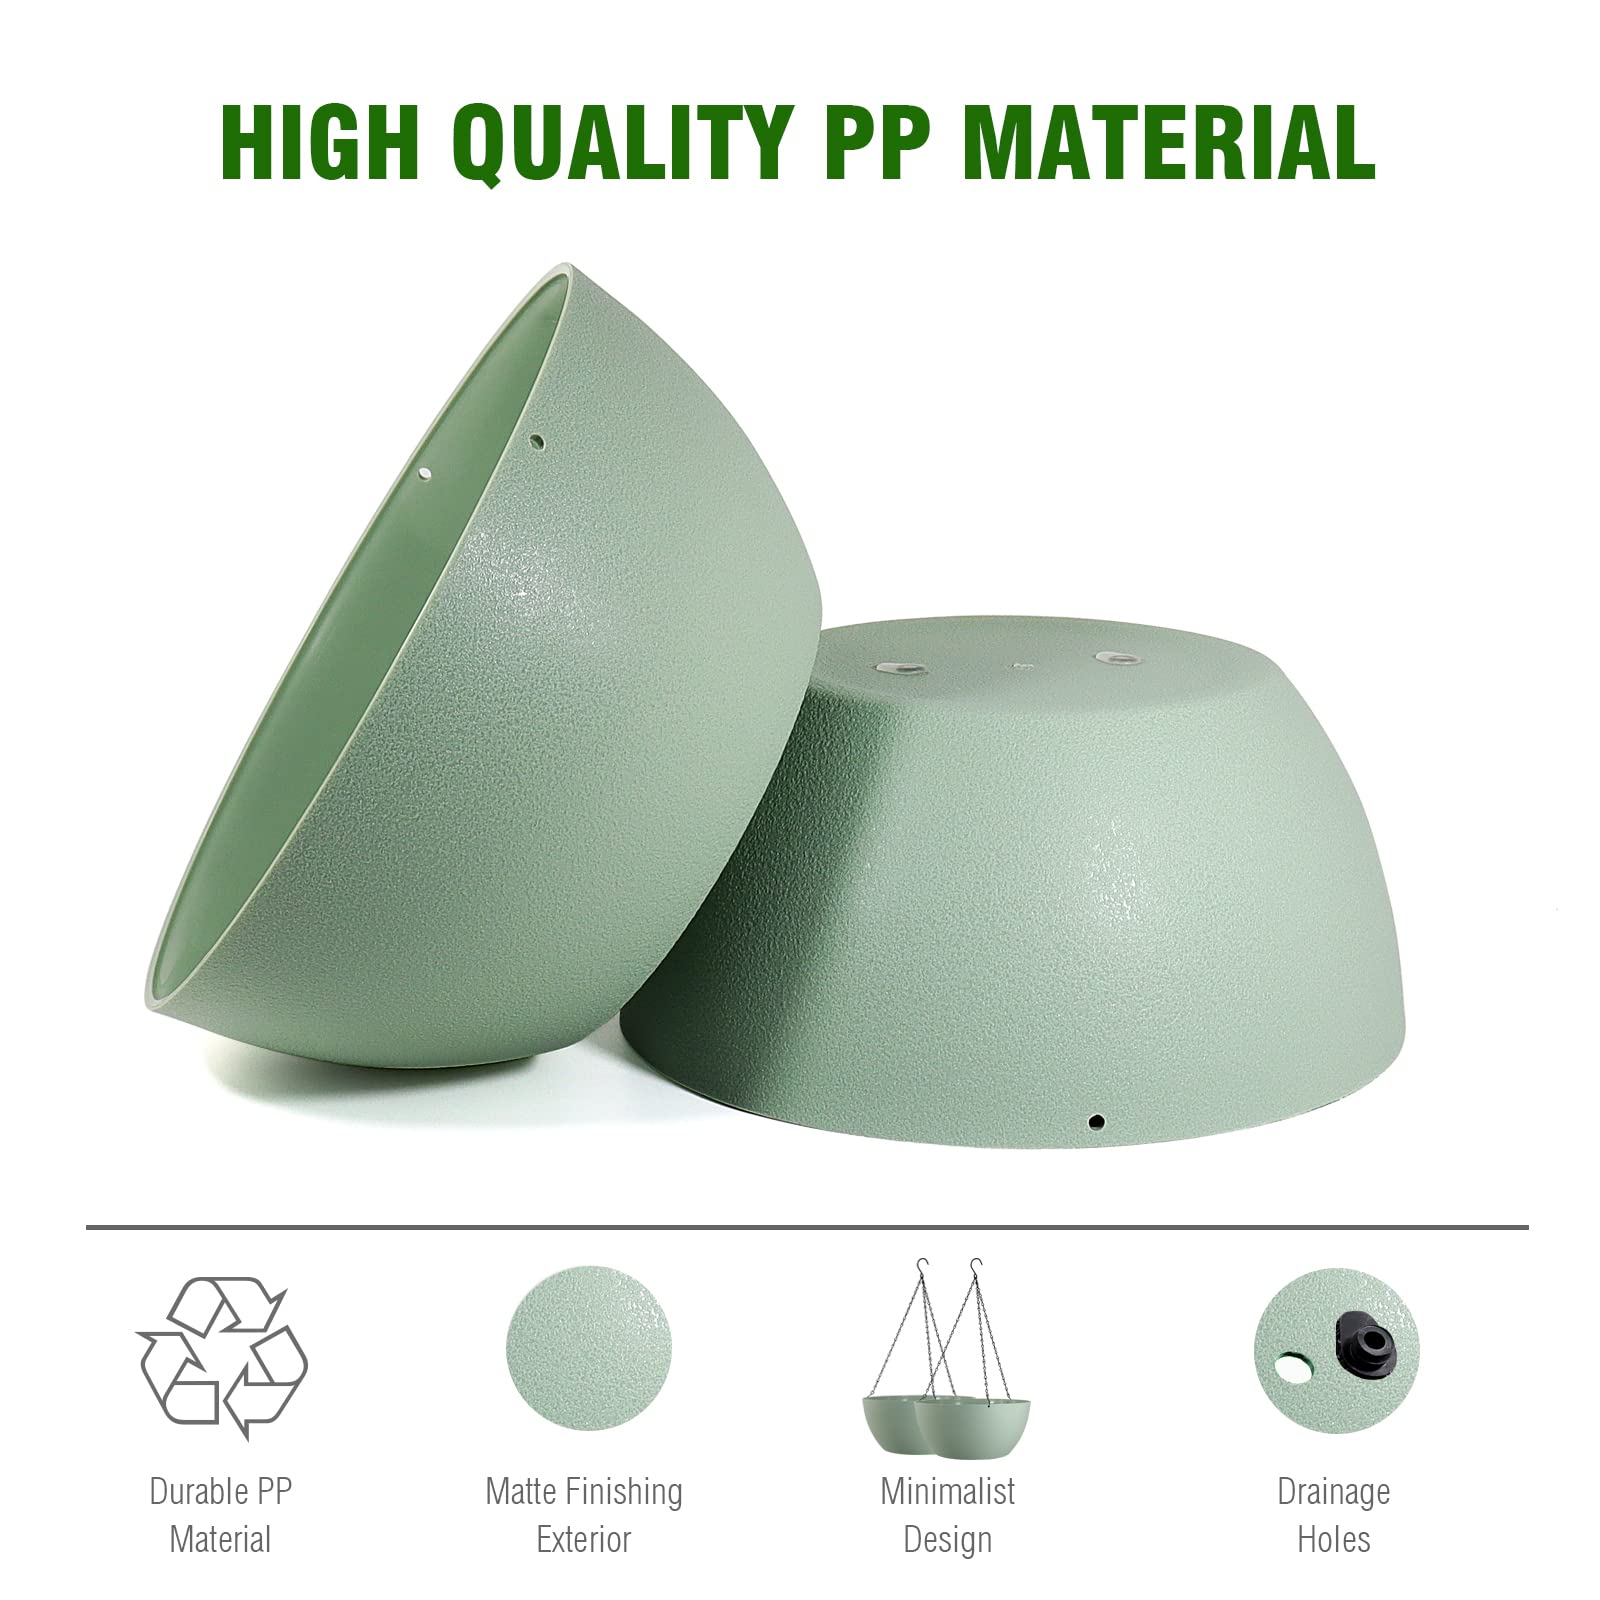 HIGH QUALITY PP MATERIAL
Durable PP
Material
Matte Finishing
Exterior
Minimalist
Design
Drainage
Holes